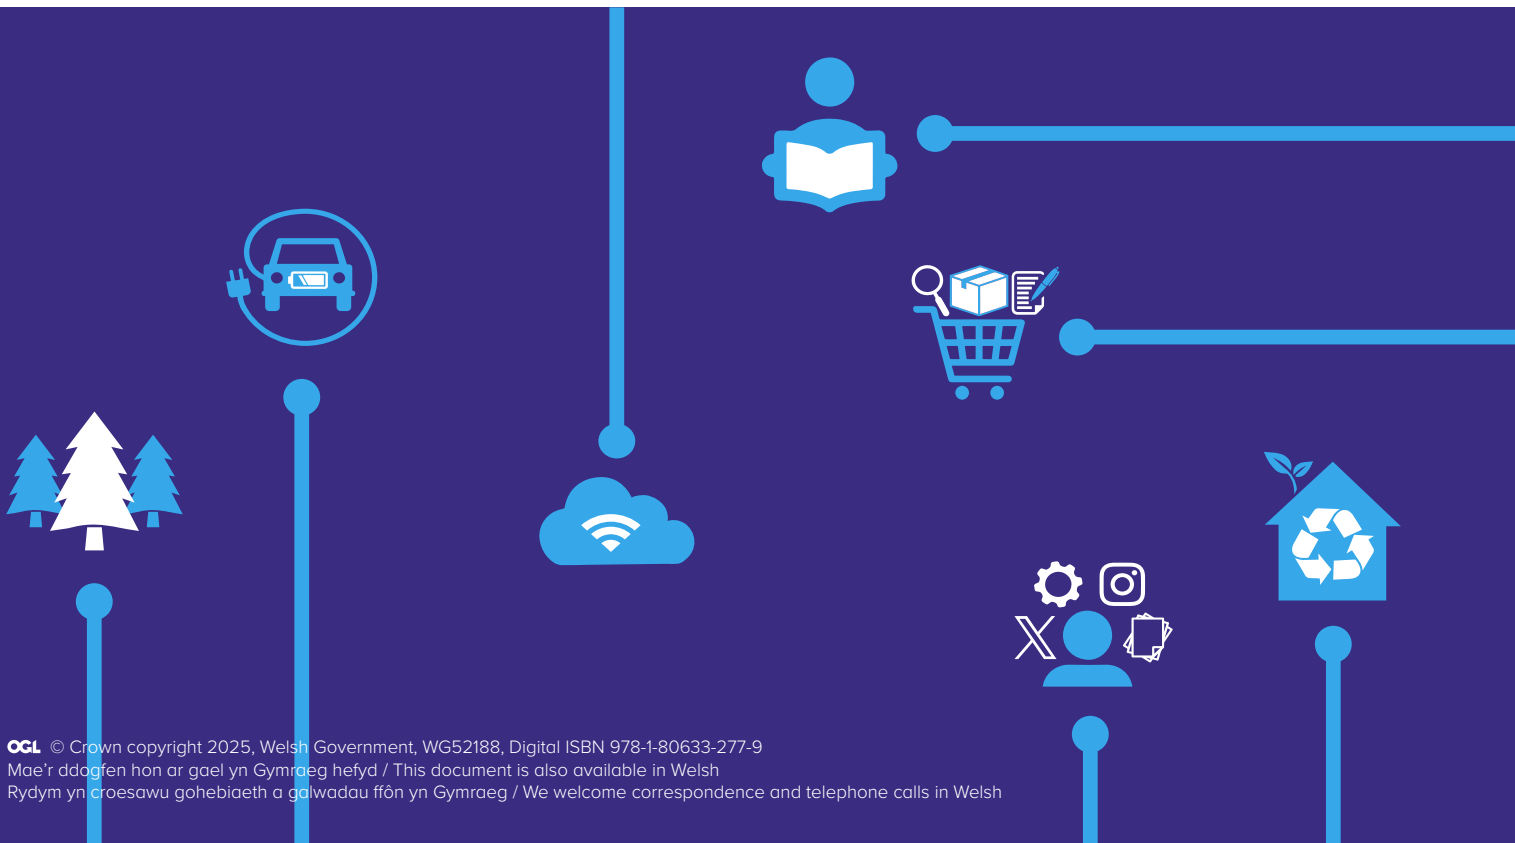 OGL © Crown copyright 2025, Welsh Government, WG52188, Digital ISBN 978-1-80633-277-9
Mae'r ddogfen hon ar gael yn Gymraeg hefyd / This document is also available in Welsh
Rydym yn croesawu gohebiaeth a galwadau ffôn yn Gymraeg / We welcome correspondence and telephone calls in Welsh